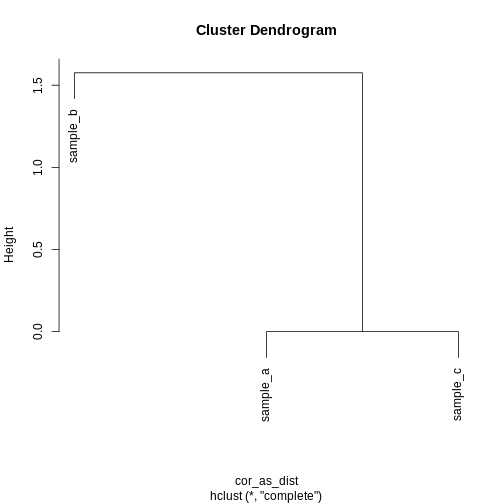 Cluster Dendrogram
Height
1.5
1.0
0.5
0.0
sample_b
sample_a
sample_c
cor_as_dist
hclust (*, "complete")